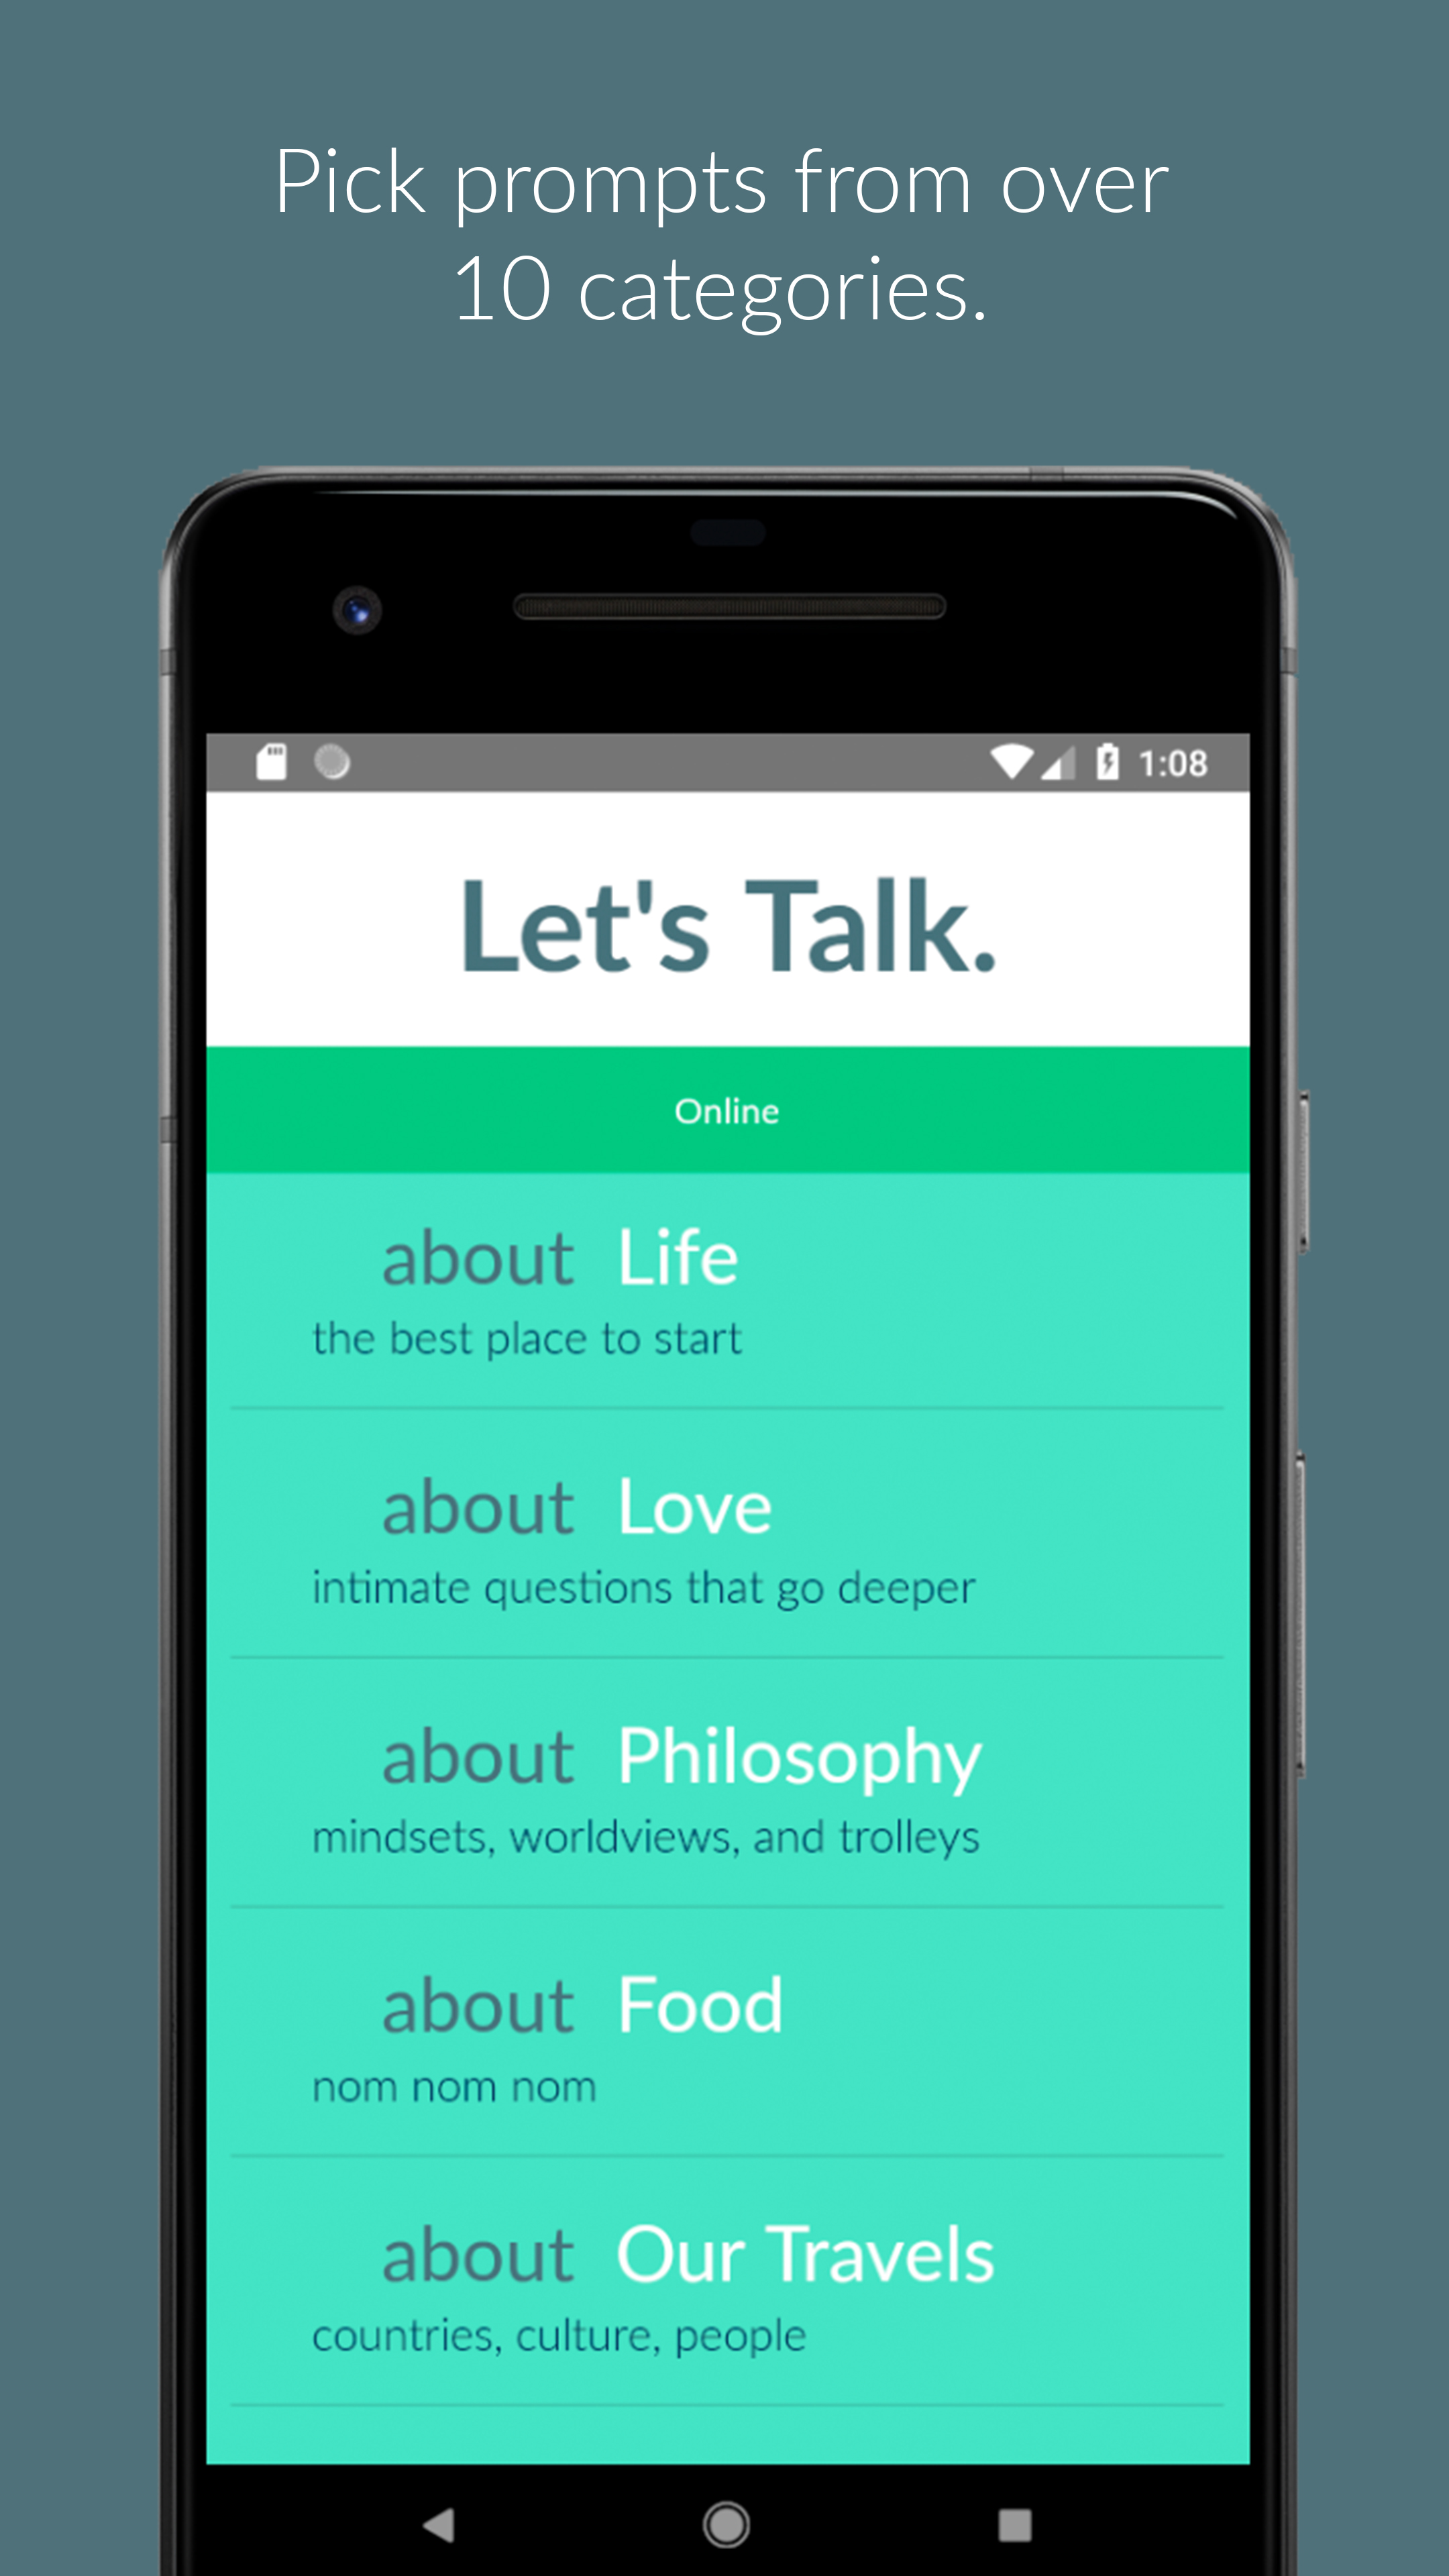 Pick prompts from over
10 categories.
1:08
Let's Talk.
Online
about Life
the best place to start
about Love
intimate questions that go deeper
about Philosophy
mindsets, worldviews, and trolleys
about Food
nom nom nom
about Our Travels
countries, culture, people